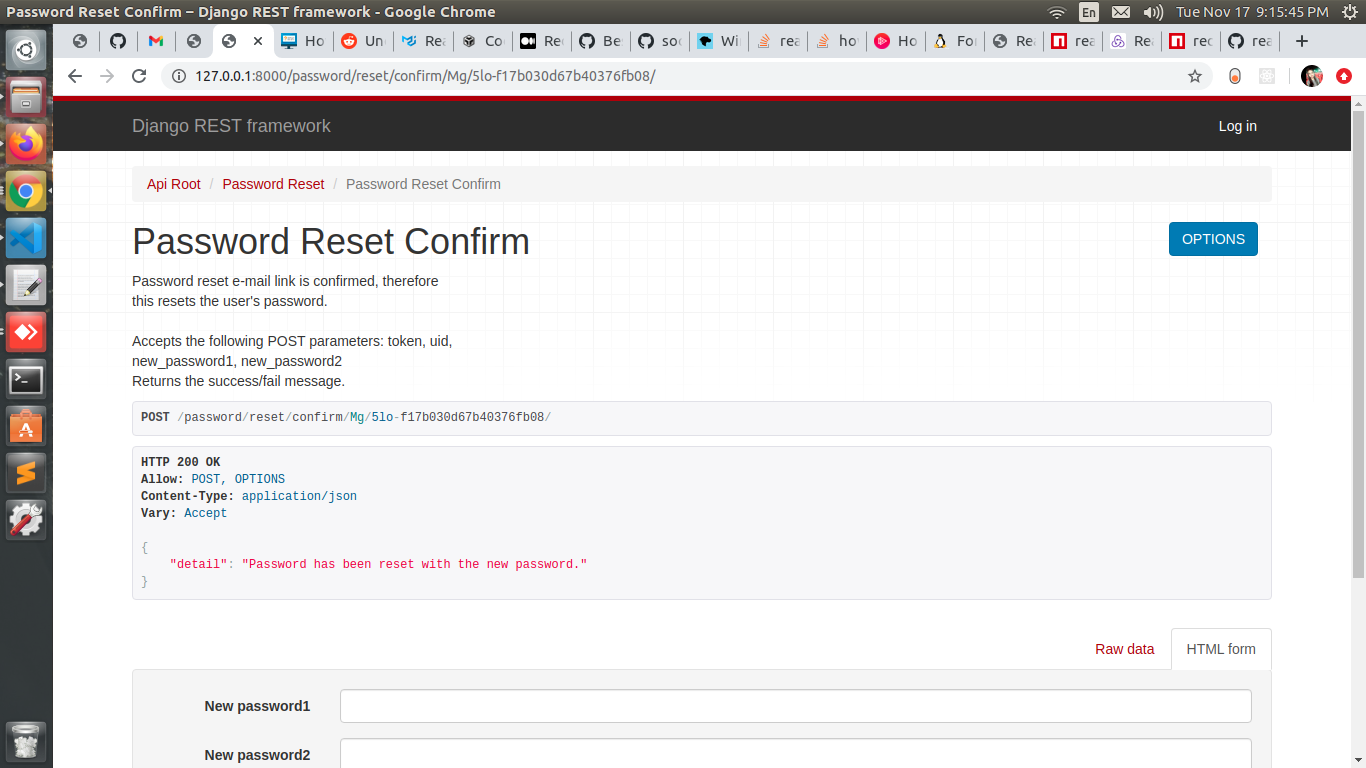 Password Reset Confirm – Django REST framework - Google Chrome
En
Tue Nov 17 9:15:45 PM
Ho
Un
Rea
Co
Rec
Be
soc
Wi
rea
ho
Ho
Fo
Re
rea
Re
rec
rea
127.0.0.1:8000/password/reset/confirm/Mg/5lo-f17b030d67b40376fb08/
Django REST framework
Log in
Api Root / Password Reset / Password Reset Confirm
Password Reset Confirm
OPTIONS
Password reset e-mail link is confirmed, therefore
this resets the user's password.
Accepts the following POST parameters: token, uid,
new_password1, new_password2
Returns the success/fail message.
POST /password/reset/confirm/Mg/5lo-f17b030d67b40376fb08/
HTTP 200 OK
Allow: POST, OPTIONS
Content-Type: application/json
Vary: Accept
{
"detail": "Password has been reset with the new password."
}
Raw data
HTML form
New password1
New password2